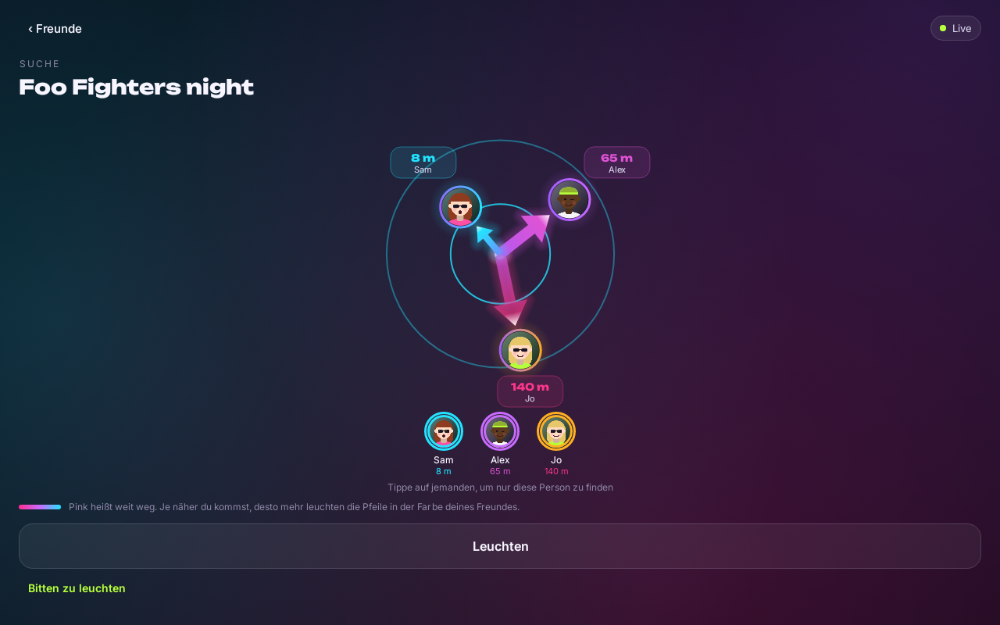 ‹ Freunde
Live
SUCHE
Foo Fighters night
8 m
Sam
65 m
Alex
140 m
Jo
Sam
Alex
Jo
8 m
65 m
140 m
Tippe auf jemanden, um nur diese Person zu finden
Pink heißt weit weg. Je näher du kommst, desto mehr leuchten die Pfeile in der Farbe deines Freundes.
Leuchten
Bitten zu leuchten